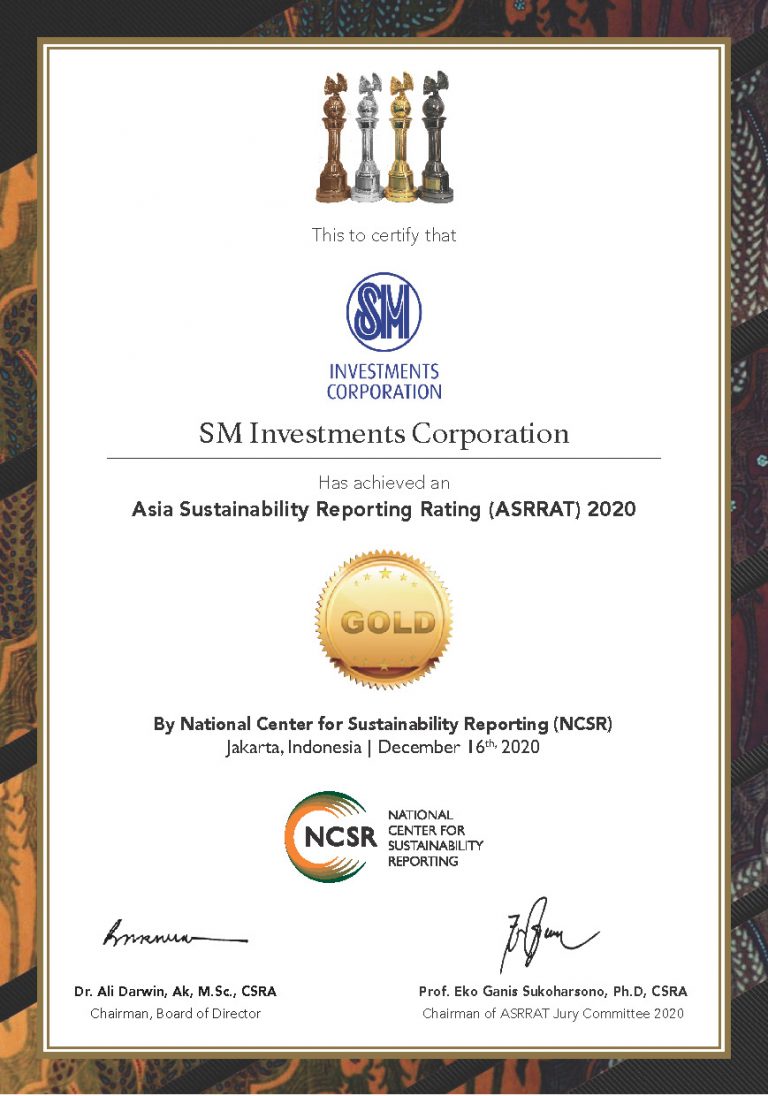 This to certify that
SM
INVESTMENTS
CORPORATION
SM Investments Corporation
Has achieved an
Asia Sustainability Reporting Rating (ASRRAT) 2020
GOLD
By National Center for Sustainability Reporting (NCSR)
Jakarta, Indonesia | December 16th, 2020
NCSR
NATIONAL
CENTER FOR
SUSTAINABILITY
REPORTING
Dr. Ali Darwin, Ak, M.Sc., CSRA
Chairman, Board of Director
Prof. Eko Ganis Sukoharsono, Ph.D, CSRA
Chairman of ASRRAT Jury Committee 2020